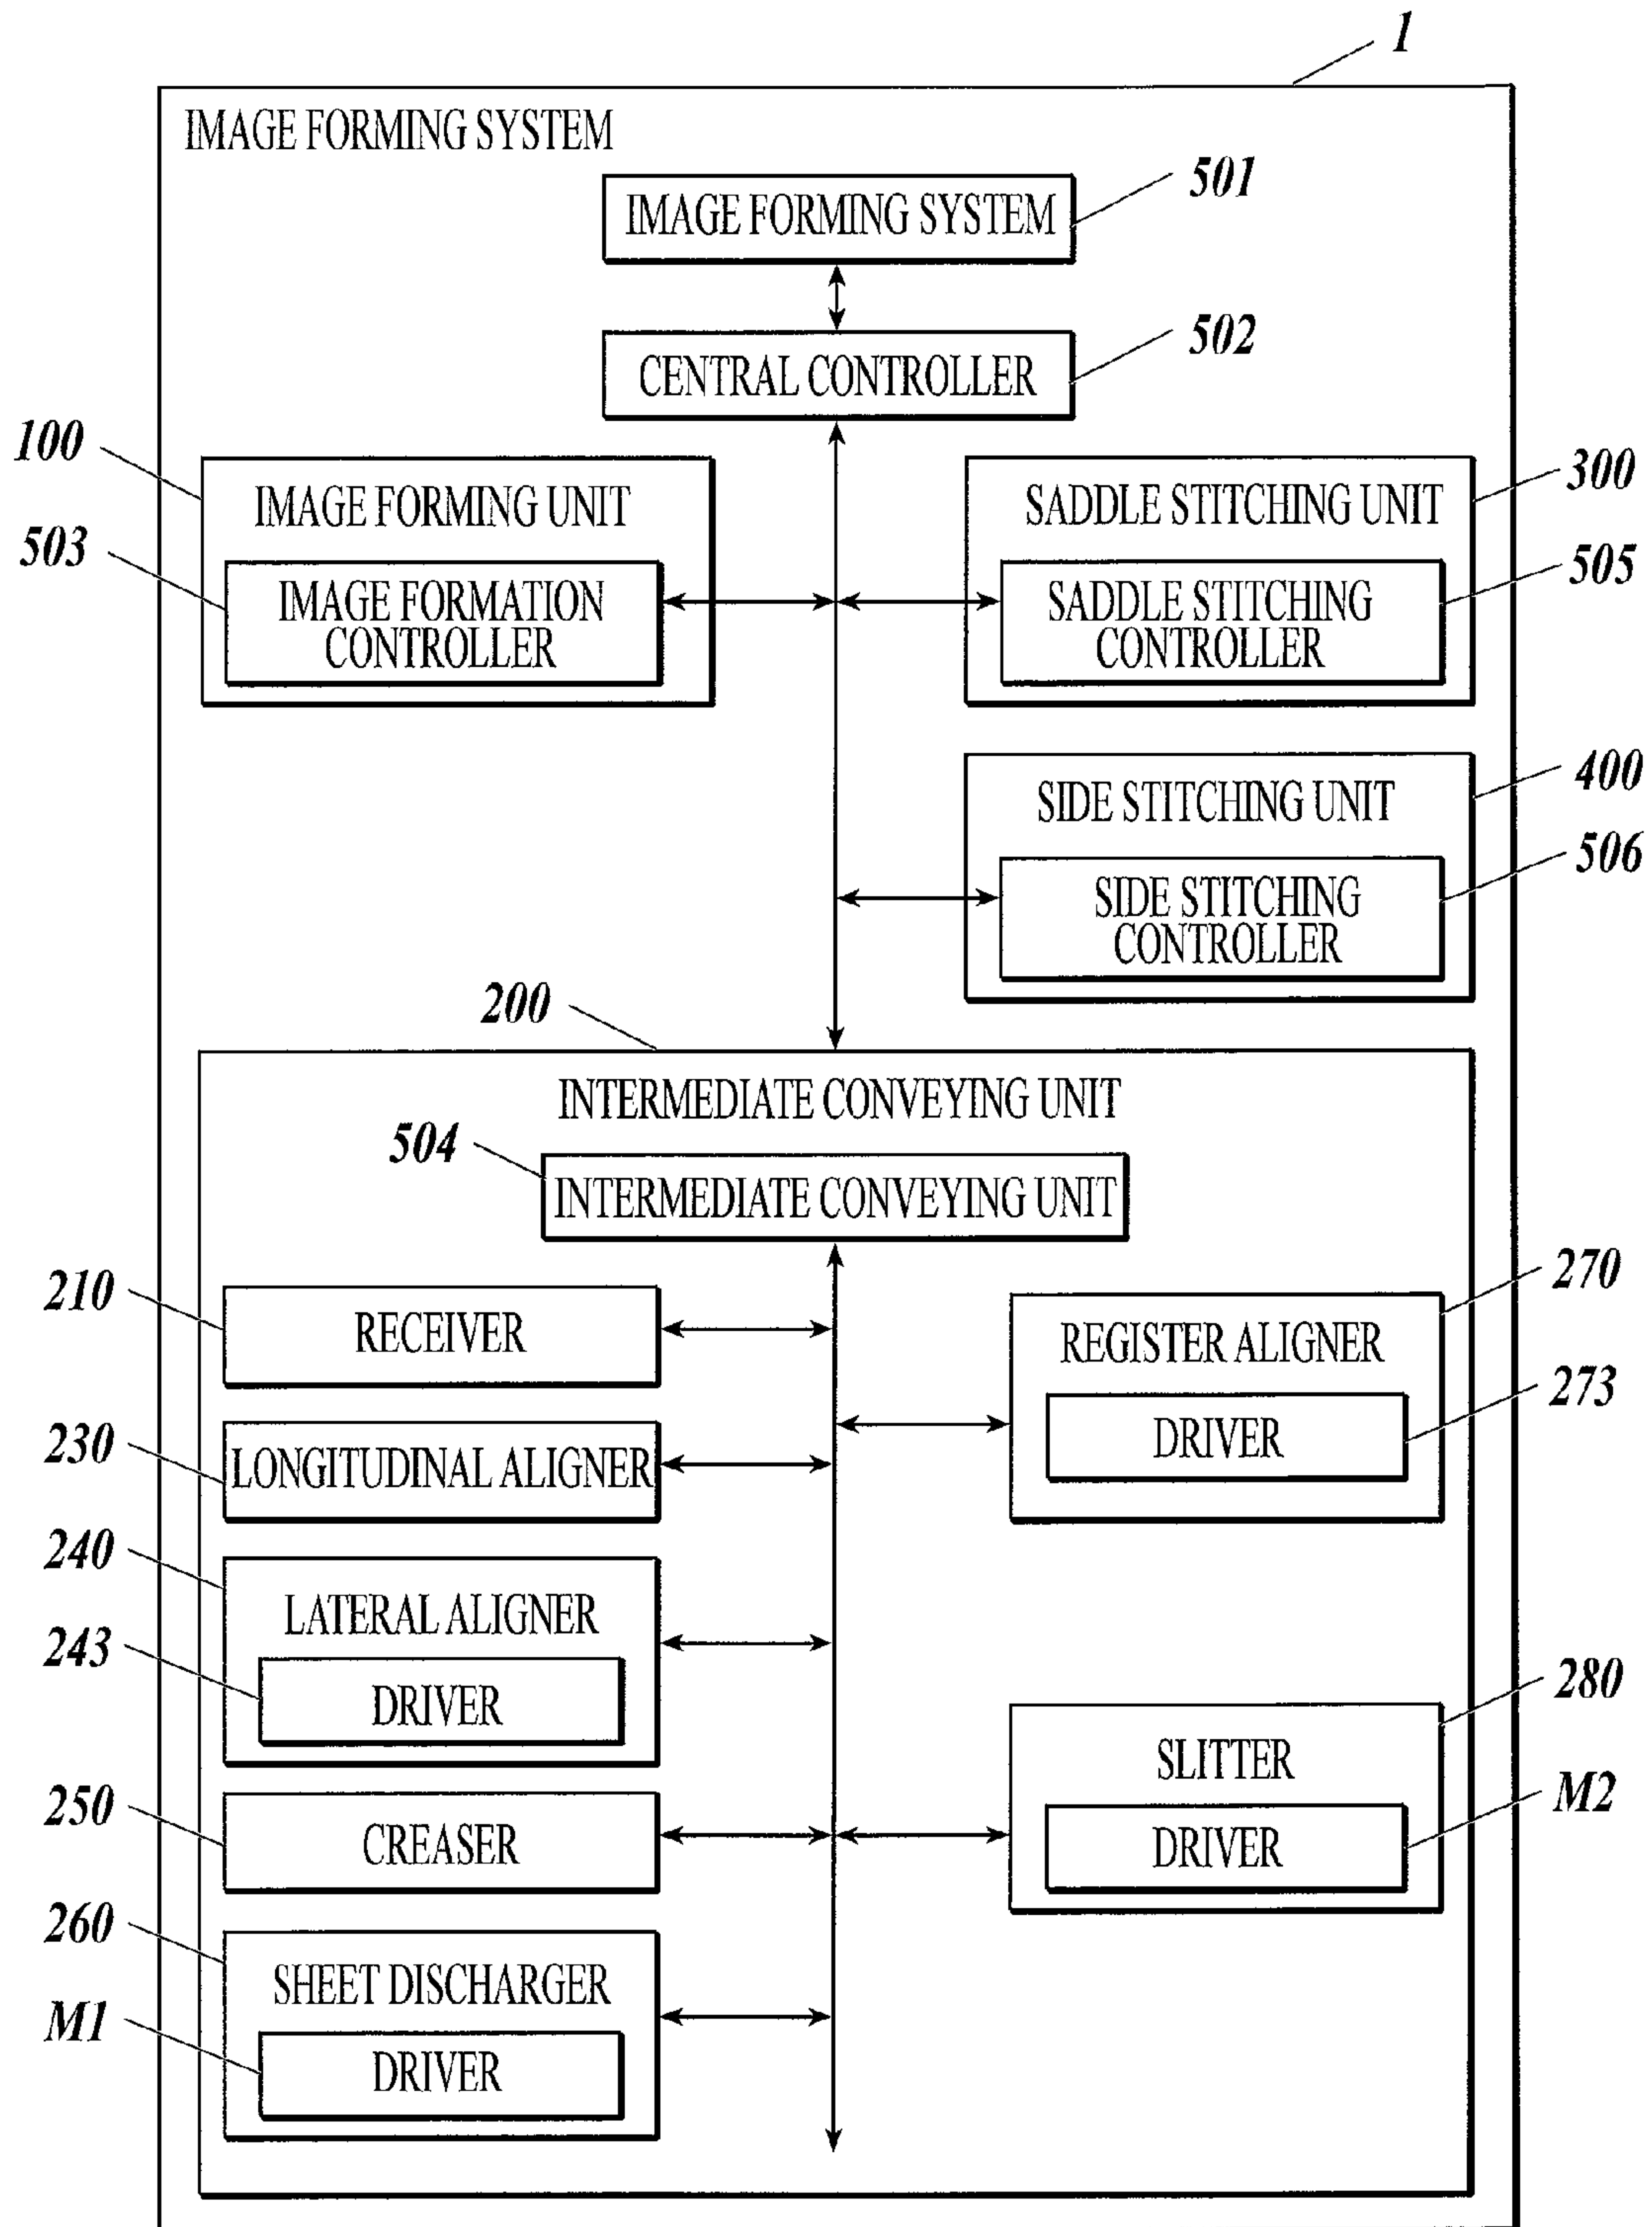 1
IMAGE FORMING SYSTEM
501
IMAGE FORMING SYSTEM
502
CENTRAL CONTROLLER
100
IMAGE FORMING UNIT
503
IMAGE FORMATION
CONTROLLER
300
SADDLE STITCHING UNIT
505
SADDLE STITCHING
CONTROLLER
400
SIDE STITCHING UNIT
506
SIDE STITCHING
CONTROLLER
200
INTERMEDIATE CONVEYING UNIT
504
INTERMEDIATE CONVEYING UNIT
210
RECEIVER
230
LONGITUDINAL ALIGNER
240
LATERAL ALIGNER
243
DRIVER
250
CREASER
260
SHEET DISCHARGER
M1
DRIVER
270
REGISTER ALIGNER
273
DRIVER
280
SLITTER
M2
DRIVER